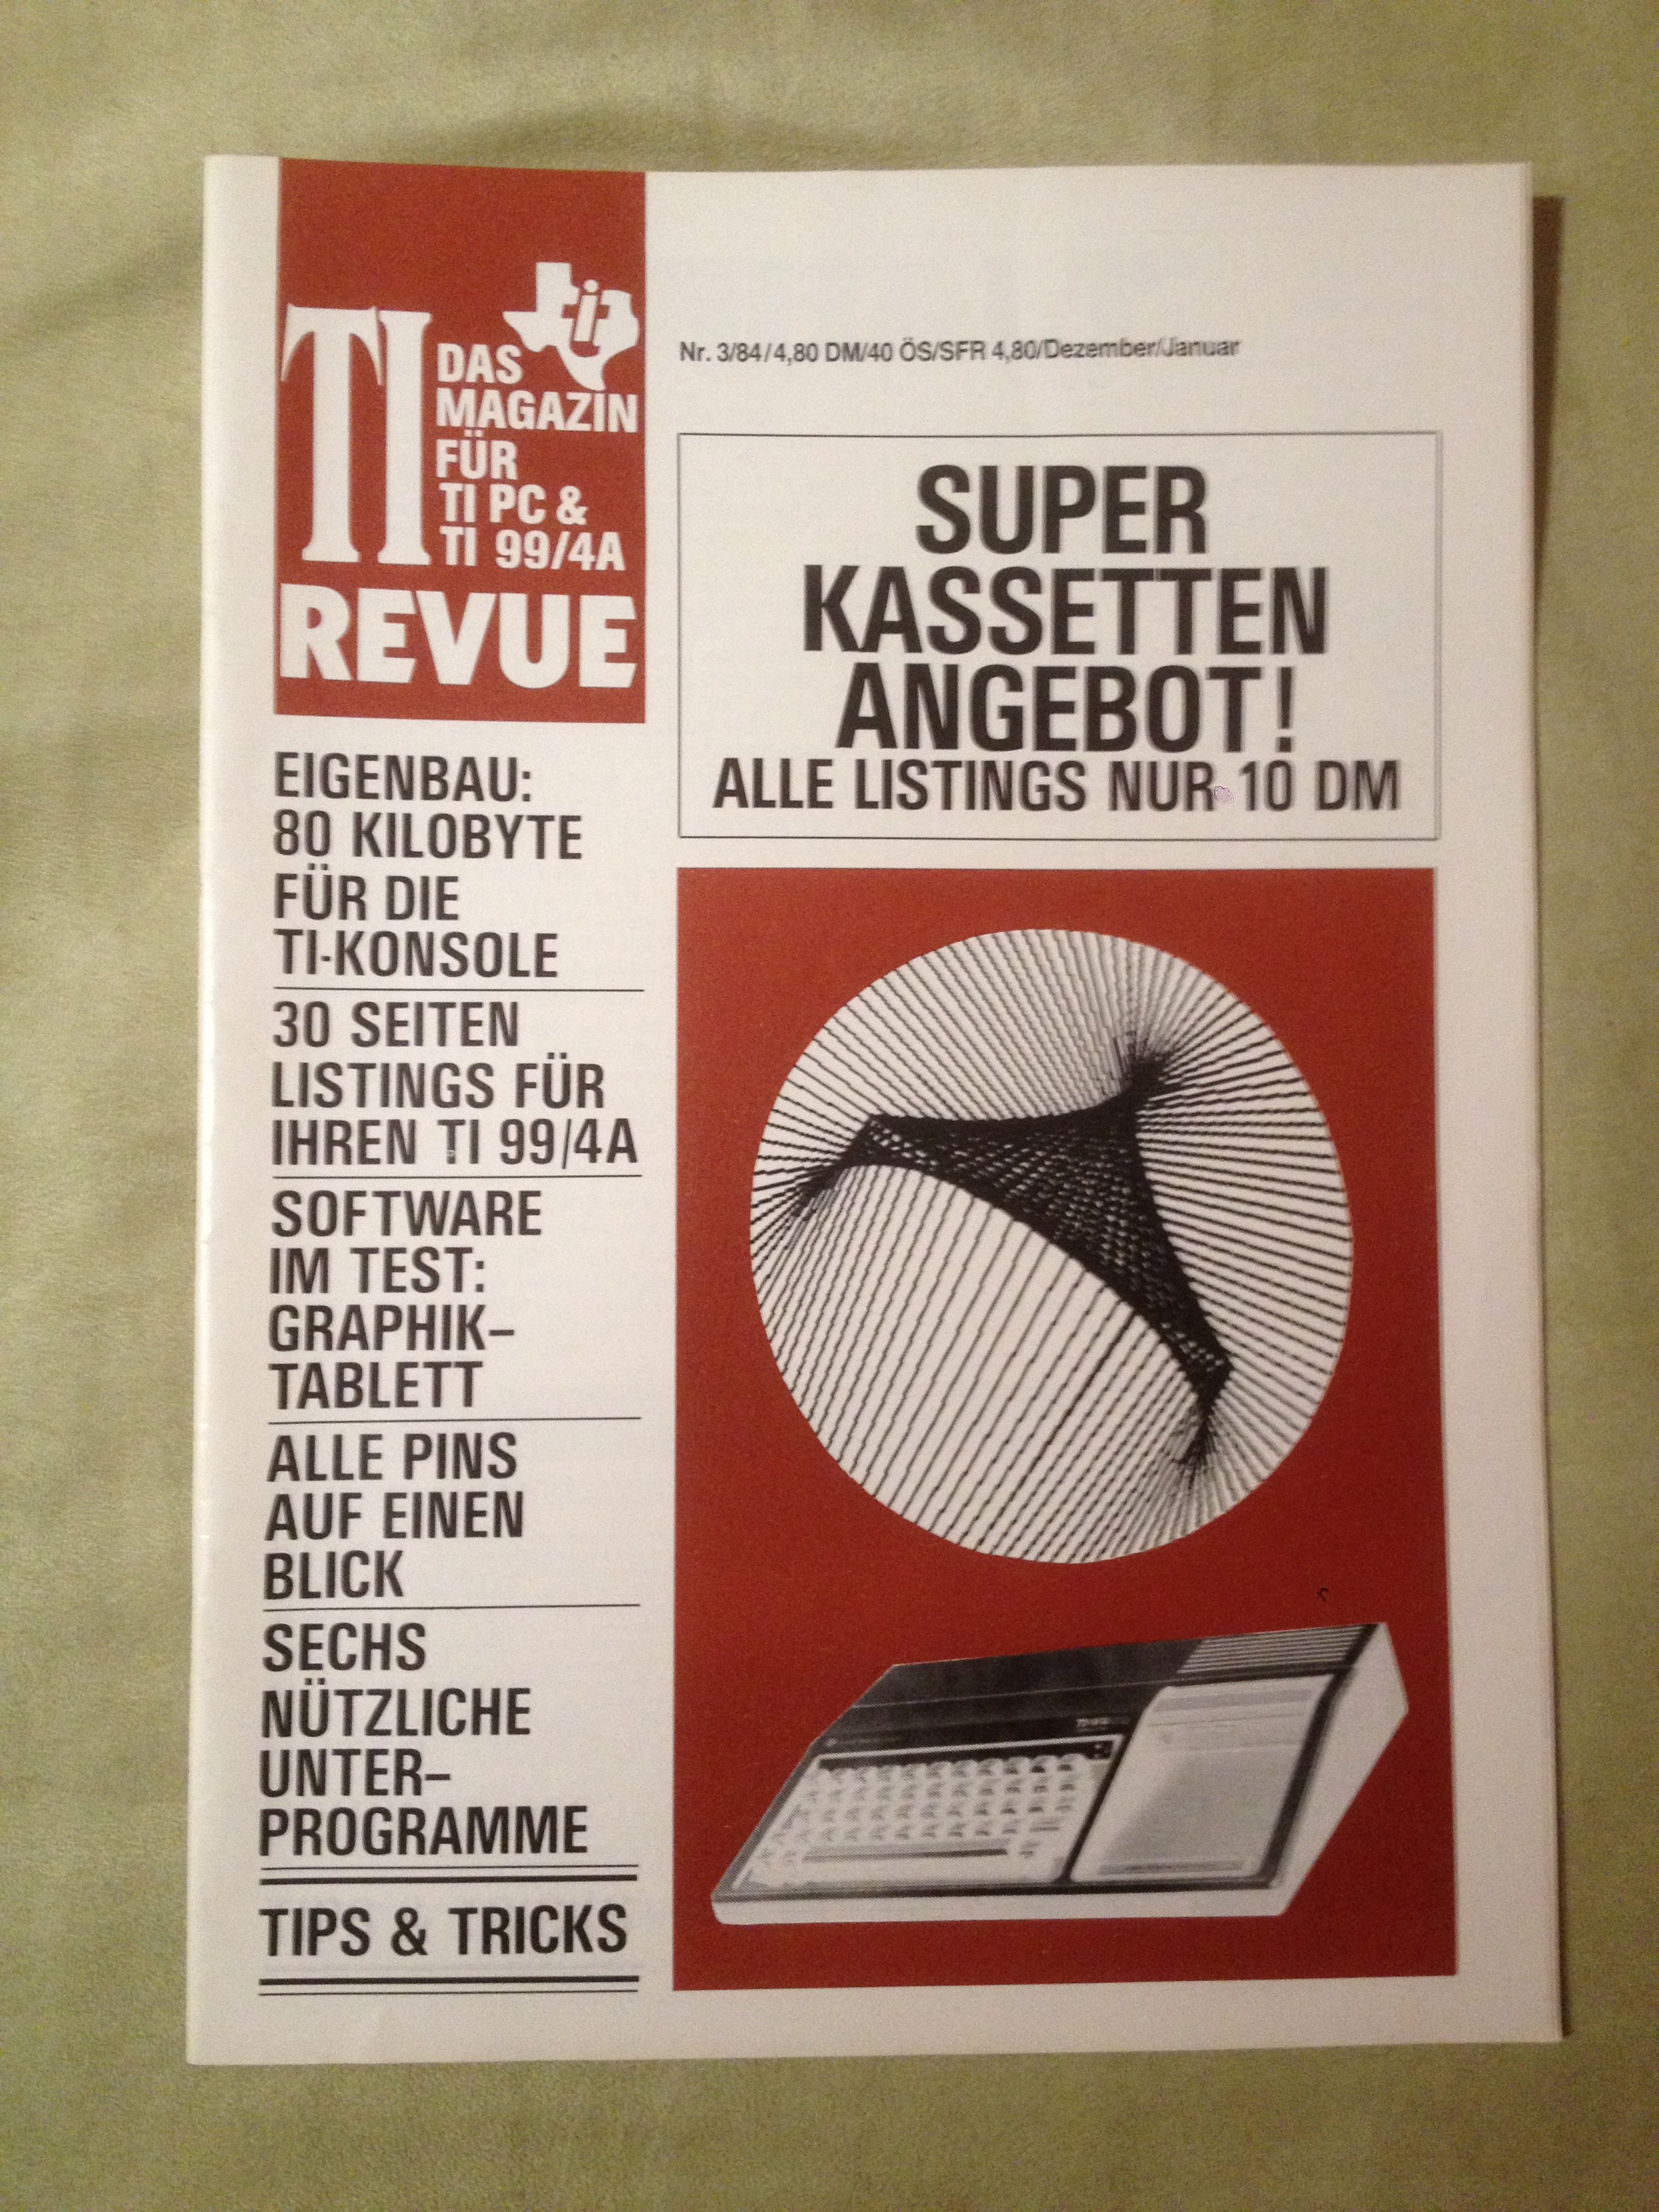 TI
ti
DAS
MAGAZIN
FÜR
TI PC &
TI 99/4A
REVUE
Nr. 3/84/4,80 DM/40 ÖS/SFR 4,80/Dezember/Januar
SUPER
KASSETTEN
ANGEBOT!
ALLE LISTINGS NUR 10 DM
EIGENBAU:
80 KILOBYTE
FÜR DIE
TI-KONSOLE
30 SEITEN
LISTINGS FÜR
IHREN TI 99/4A
SOFTWARE
IM TEST:
GRAPHIK-
TABLETT
ALLE PINS
AUF EINEN
BLICK
SECHS
NÜTZLICHE
UNTER-
PROGRAMME
TIPS & TRICKS